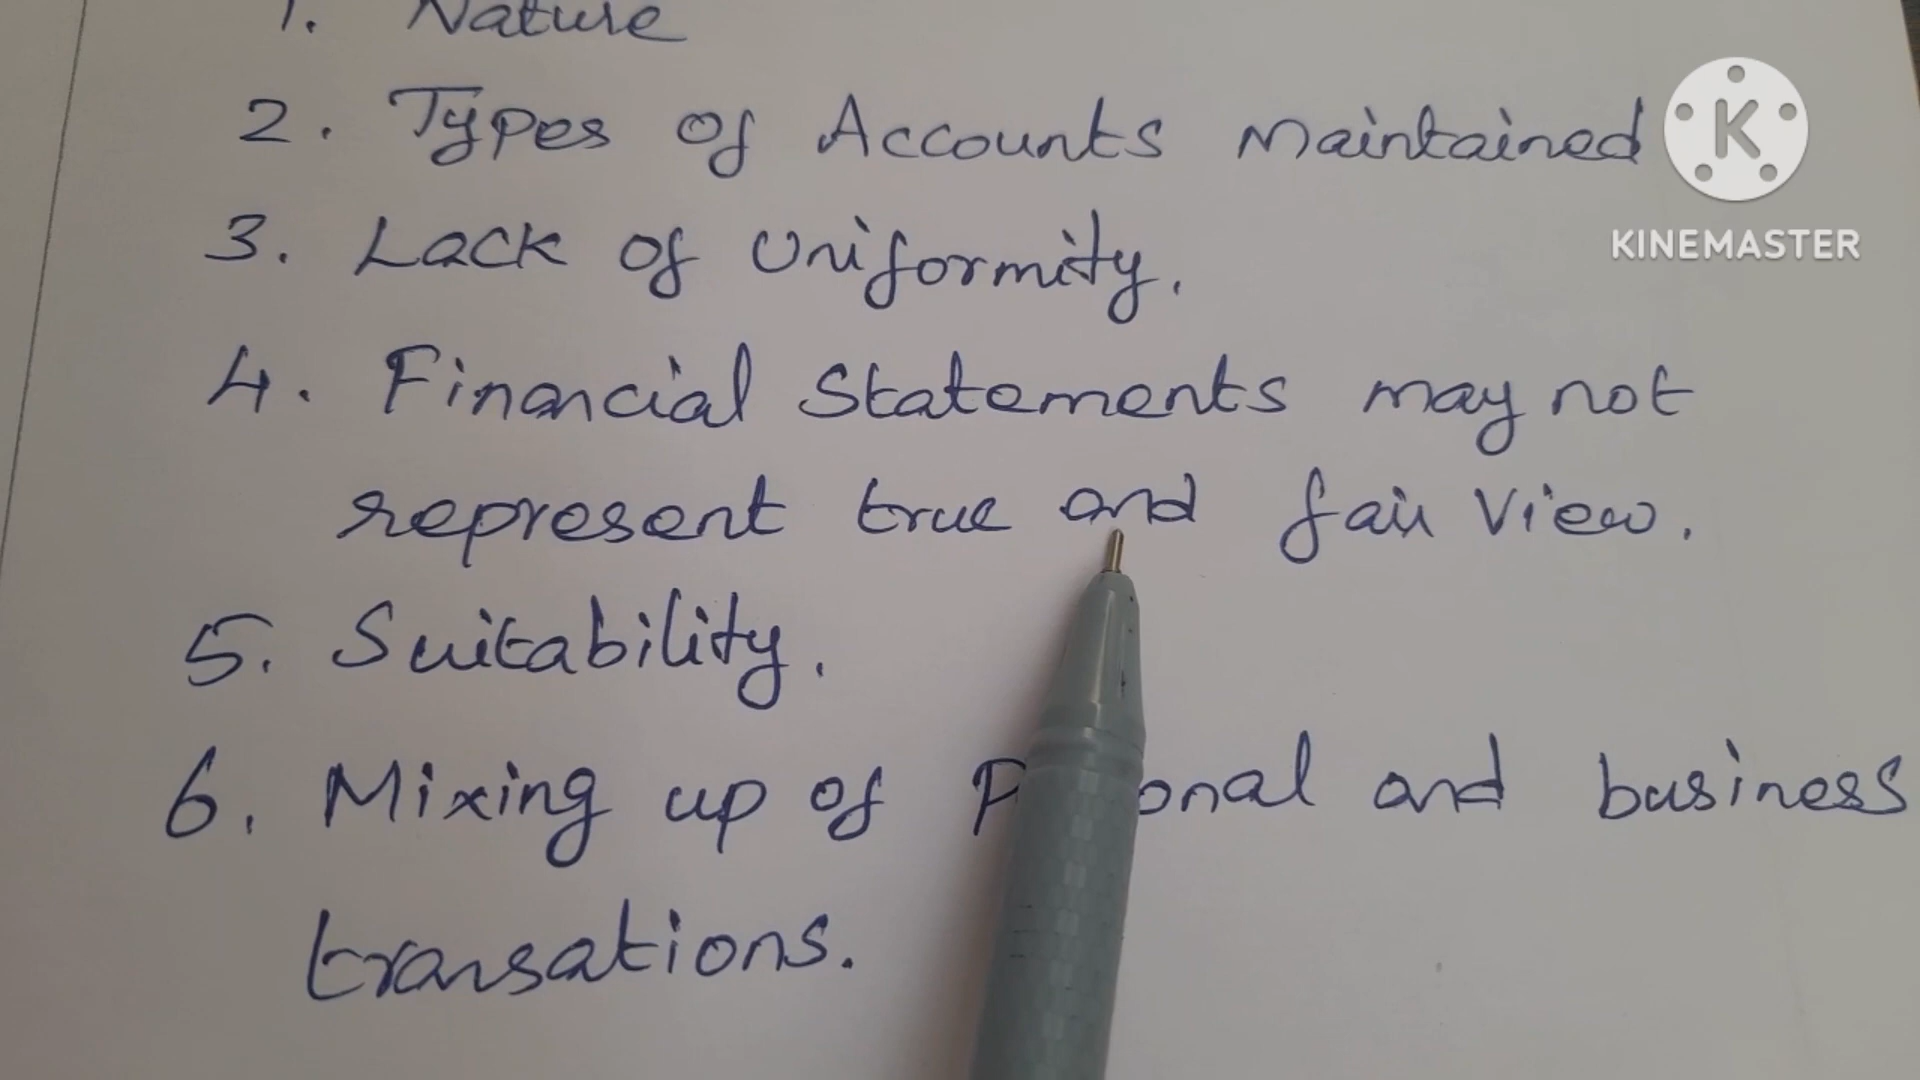 1. Nature
2. Types of Accounts Maintained
3. Lack of Uniformity.
4. Financial Statements may not
represent true and fair View.
5. Suitability.
6. Mixing up of and business
transations.
K
KINEMASTER